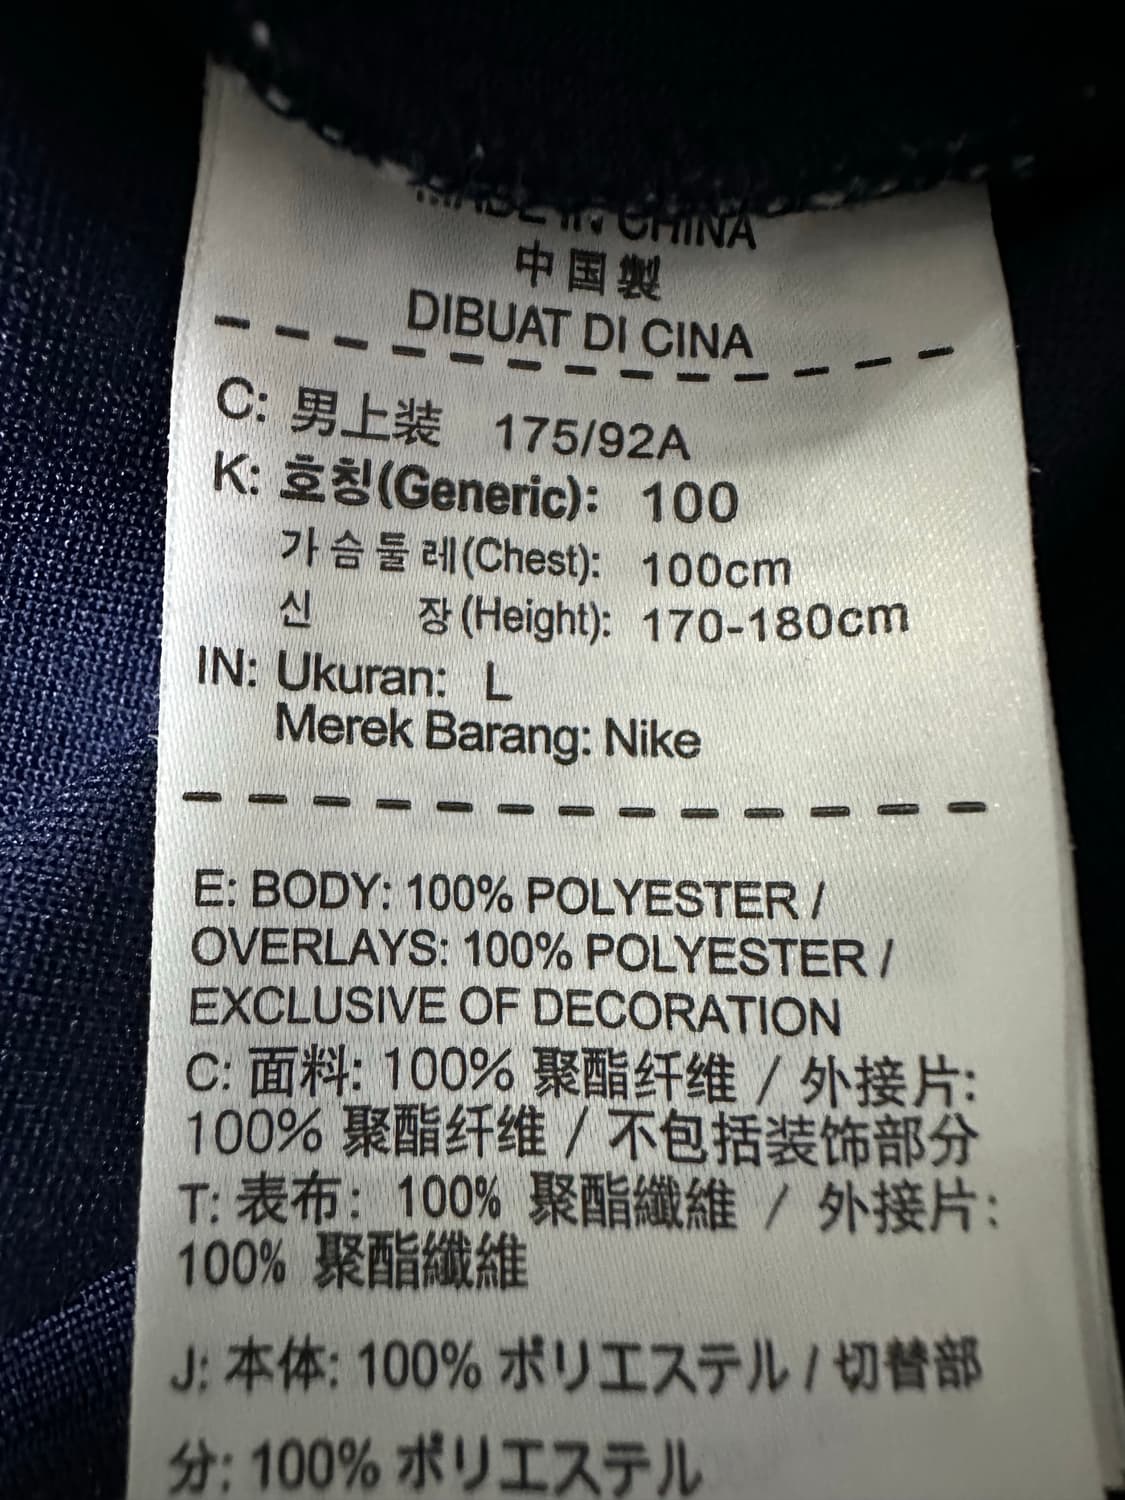 MADE IN CHINA
中国製
DIBUAT DI CINA
C: 男上装 175/92A
K: 호칭(Generic): 100
가슴둘레(Chest): 100cm
신 장(Height): 170-180cm
IN: Ukuran: L
Merek Barang: Nike
E: BODY: 100% POLYESTER /
OVERLAYS: 100% POLYESTER /
EXCLUSIVE OF DECORATION
C: 面料: 100% 聚酯纤维 / 外接片:
100% 聚酯纤维 / 不包括装饰部分
T: 表布: 100% 聚酯纖維 / 外接片:
100% 聚酯纖維
J: 本体: 100% ポリエステル / 切替部
分: 100% ポリエステル